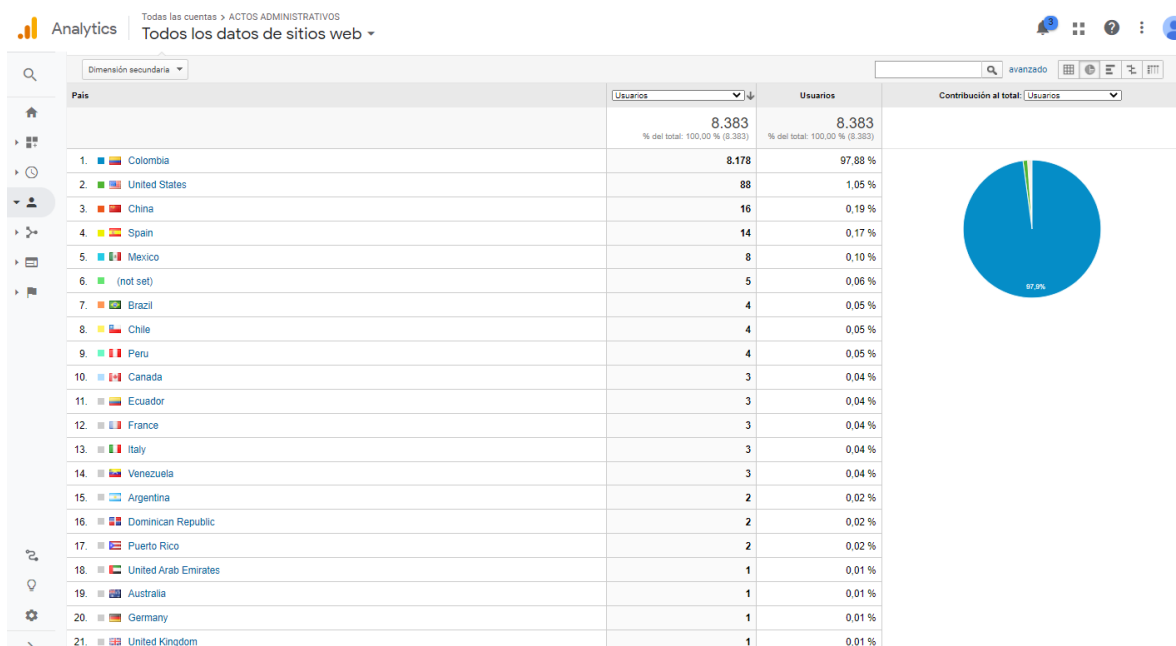 Todas las cuentas > ACTOS ADMINISTRATIVOS
Analytics
Todos los datos de sitios web
3
Dimensión secundaria
avanzado
País Usuarios Usuarios Contribución al total: Usuarios
8.383 8.383
% del total: 100,00 % (8.383) % del total: 100,00 % (8.383)
1. Colombia 8.178 97,88 %
2. United States 88 1,05 %
3. China 16 0,19 %
4. Spain 14 0,17 %
5. Mexico 8 0,10 %
6. (not set) 5 0,06 %
7. Brazil 4 0,05 %
8. Chile 4 0,05 %
9. Peru 4 0,05 %
10. Canada 3 0,04 %
11. Ecuador 3 0,04 %
12. France 3 0,04 %
13. Italy 3 0,04 %
14. Venezuela 3 0,04 %
15. Argentina 2 0,02 %
16. Dominican Republic 2 0,02 %
17. Puerto Rico 2 0,02 %
18. United Arab Emirates 1 0,01 %
19. Australia 1 0,01 %
20. Germany 1 0,01 %
21. United Kingdom 1 0,01 %
97,9%